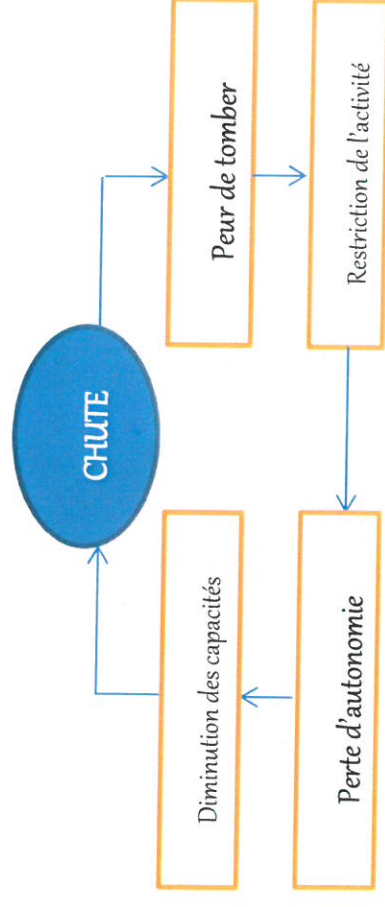 CHUTE
Peur de tomber
Restriction de l'activité
Perte d'autonomie
Diminution des capacités